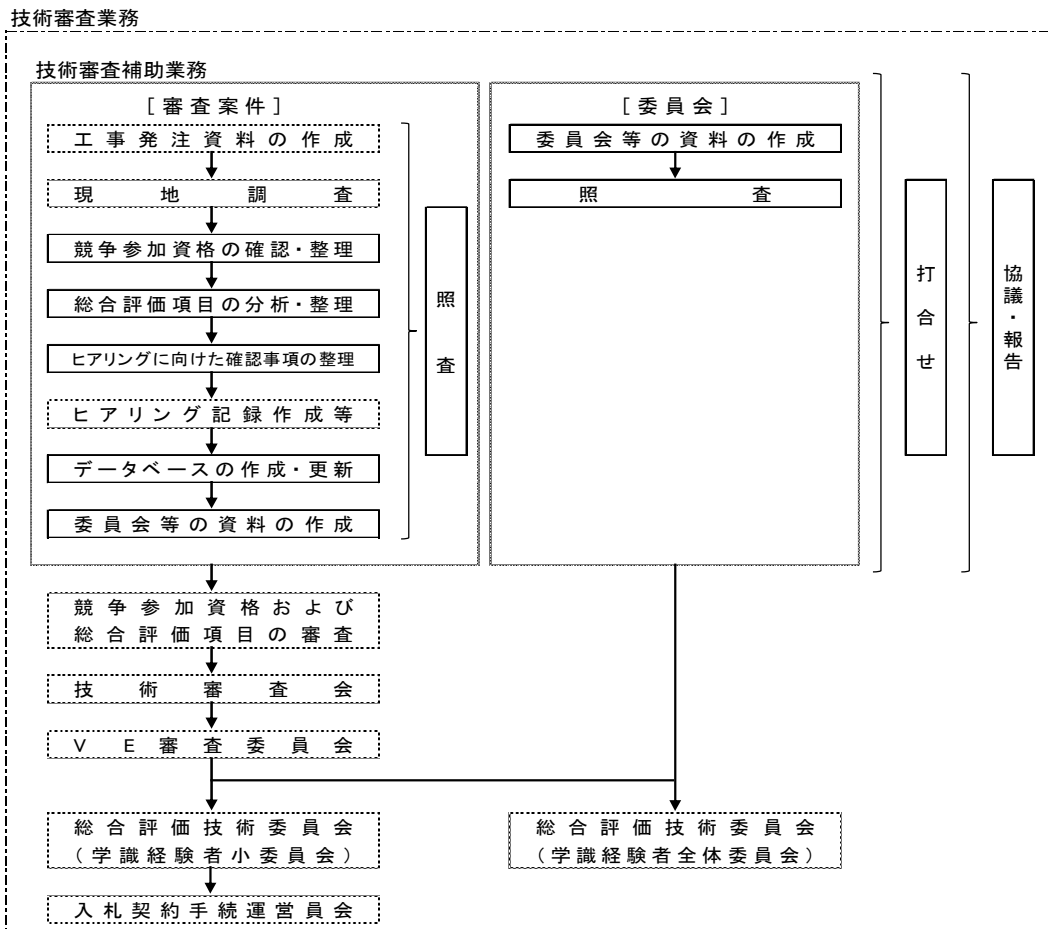 技術審査業務
技術審査補助業務
［審査案件］
工事発注資料の作成
現地調査
競争参加資格の確認・整理
総合評価項目の分析・整理
ヒアリングに向けた確認事項の整理
ヒアリング記録作成等
データベースの作成・更新
委員会等の資料の作成
照査
［委員会］
委員会等の資料の作成
照査
打合せ
協議・報告
競争参加資格および
総合評価項目の審査
技術審査会
ＶＥ審査委員会
総合評価技術委員会
（学識経験者小委員会）
総合評価技術委員会
（学識経験者全体委員会）
入札契約手続運営員会